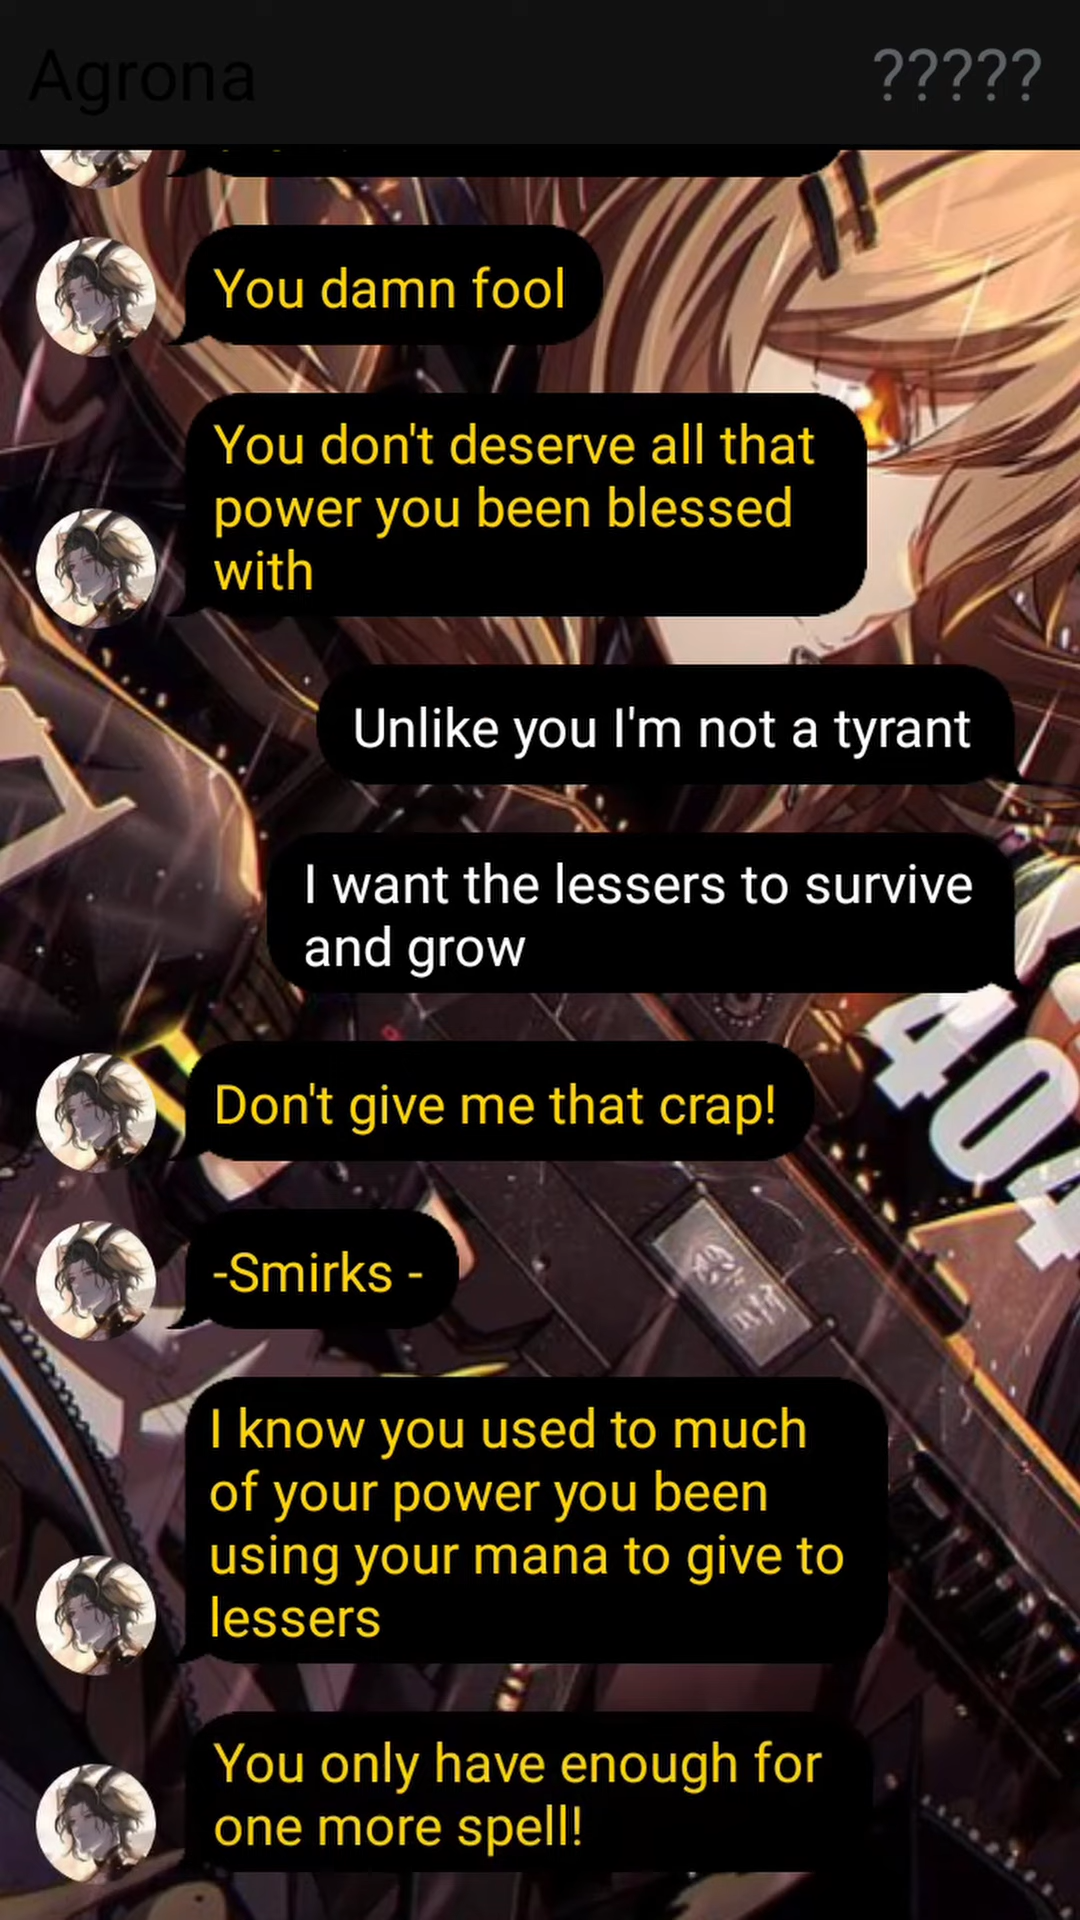 Agrona
?????
You damn fool
You don't deserve all that
power you been blessed
with
Unlike you I'm not a tyrant
I want the lessers to survive
and grow
404
Don't give me that crap!
-Smirks -
I know you used to much
of your power you been
using your mana to give to
lessers
You only have enough for
one more spell!